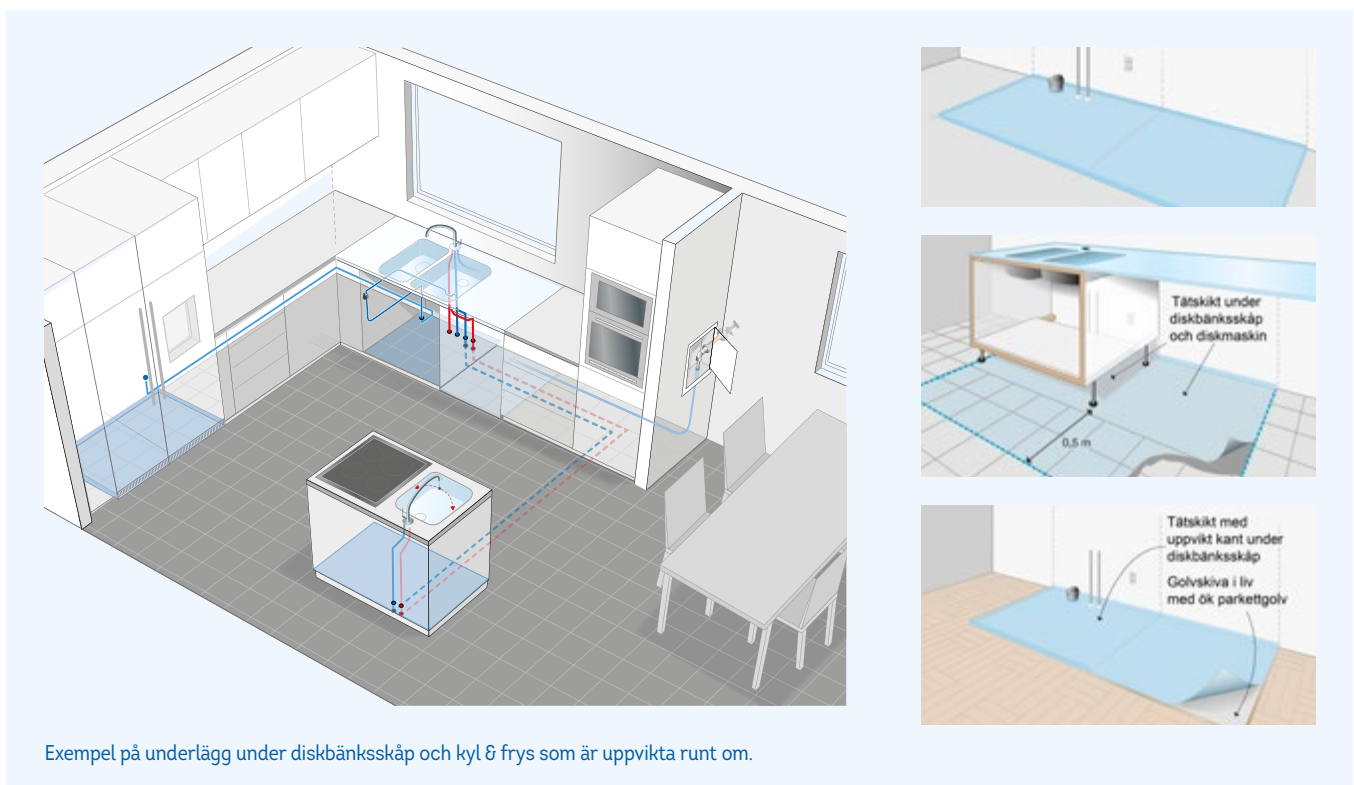 Tätskikt under
diskbänksskåp
och diskmaskin
0,5 m
Tätskikt med
uppvikt kant under
diskbänksskåp
Golvskiva i liv
med ök parkettgolv
Exempel på underlägg under diskbänksskåp och kyl & frys som är uppvikta runt om.